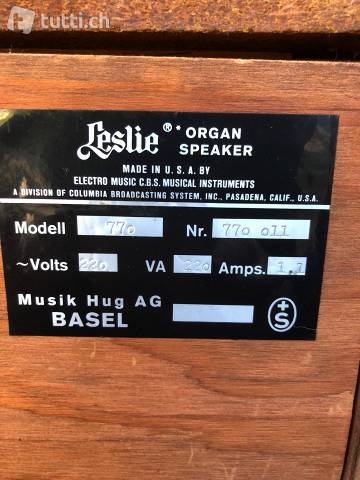 tutti.ch
Leslie ®* ORGAN
SPEAKER
MADE IN U. S. A. BY
ELECTRO MUSIC C.B.S. MUSICAL INSTRUMENTS
A DIVISION OF COLUMBIA BROADCASTING SYSTEM, INC., PASADENA, CALIF., U.S.A.
Modell 770 Nr. 770 011
~Volts 220 VA 220 Amps. 1,1
Musik Hug AG
BASEL
+S